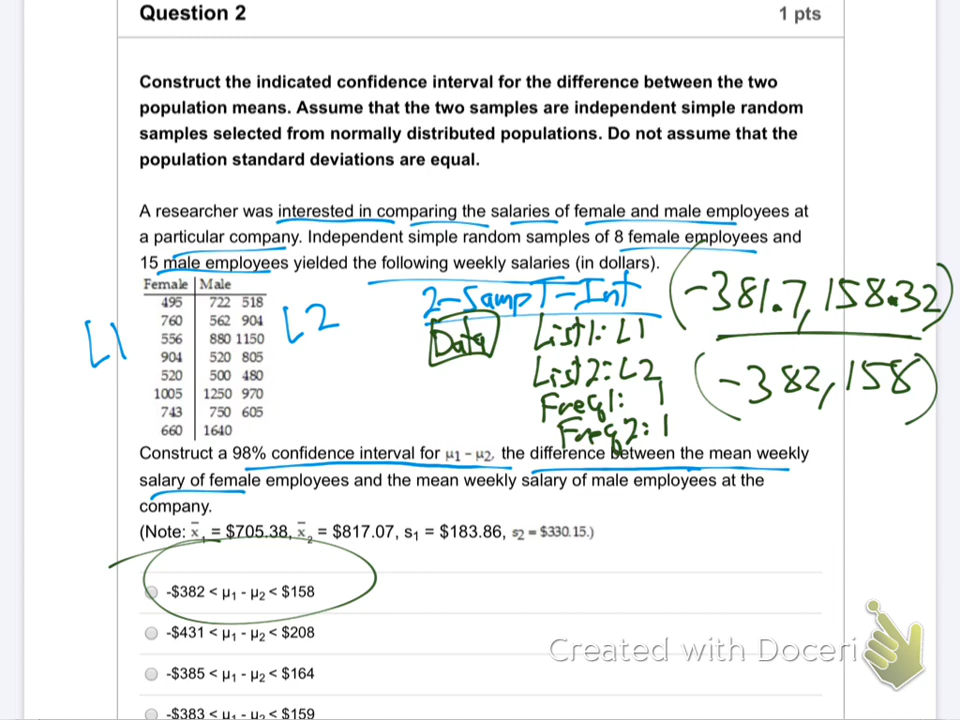 Question 2 1 pts
Construct the indicated confidence interval for the difference between the two
population means. Assume that the two samples are independent simple random
samples selected from normally distributed populations. Do not assume that the
population standard deviations are equal.
A researcher was interested in comparing the salaries of female and male employees at
a particular company. Independent simple random samples of 8 female employees and
15 male employees yielded the following weekly salaries (in dollars).
Female Male
495 722 518
760 562 904
556 880 1150
904 520 805
520 500 480
1005 1250 970
743 750 605
660 1640
L1
L2
2-SampT-Int
Data
List1: L1
List2: L2
Freq1: 1
Freq2: 1
(-381.7, 158.32)
(-382, 158)
Construct a 98% confidence interval for μ1 - μ2, the difference between the mean weekly
salary of female employees and the mean weekly salary of male employees at the
company.
(Note: x̅1 = $705.38, x̅2 = $817.07, s1 = $183.86, s2 = $330.15.)
-$382 < μ1 - μ2 < $158
-$431 < μ1 - μ2 < $208
-$385 < μ1 - μ2 < $164
-$383 < μ1 - μ2 < $159
Created with Doceri